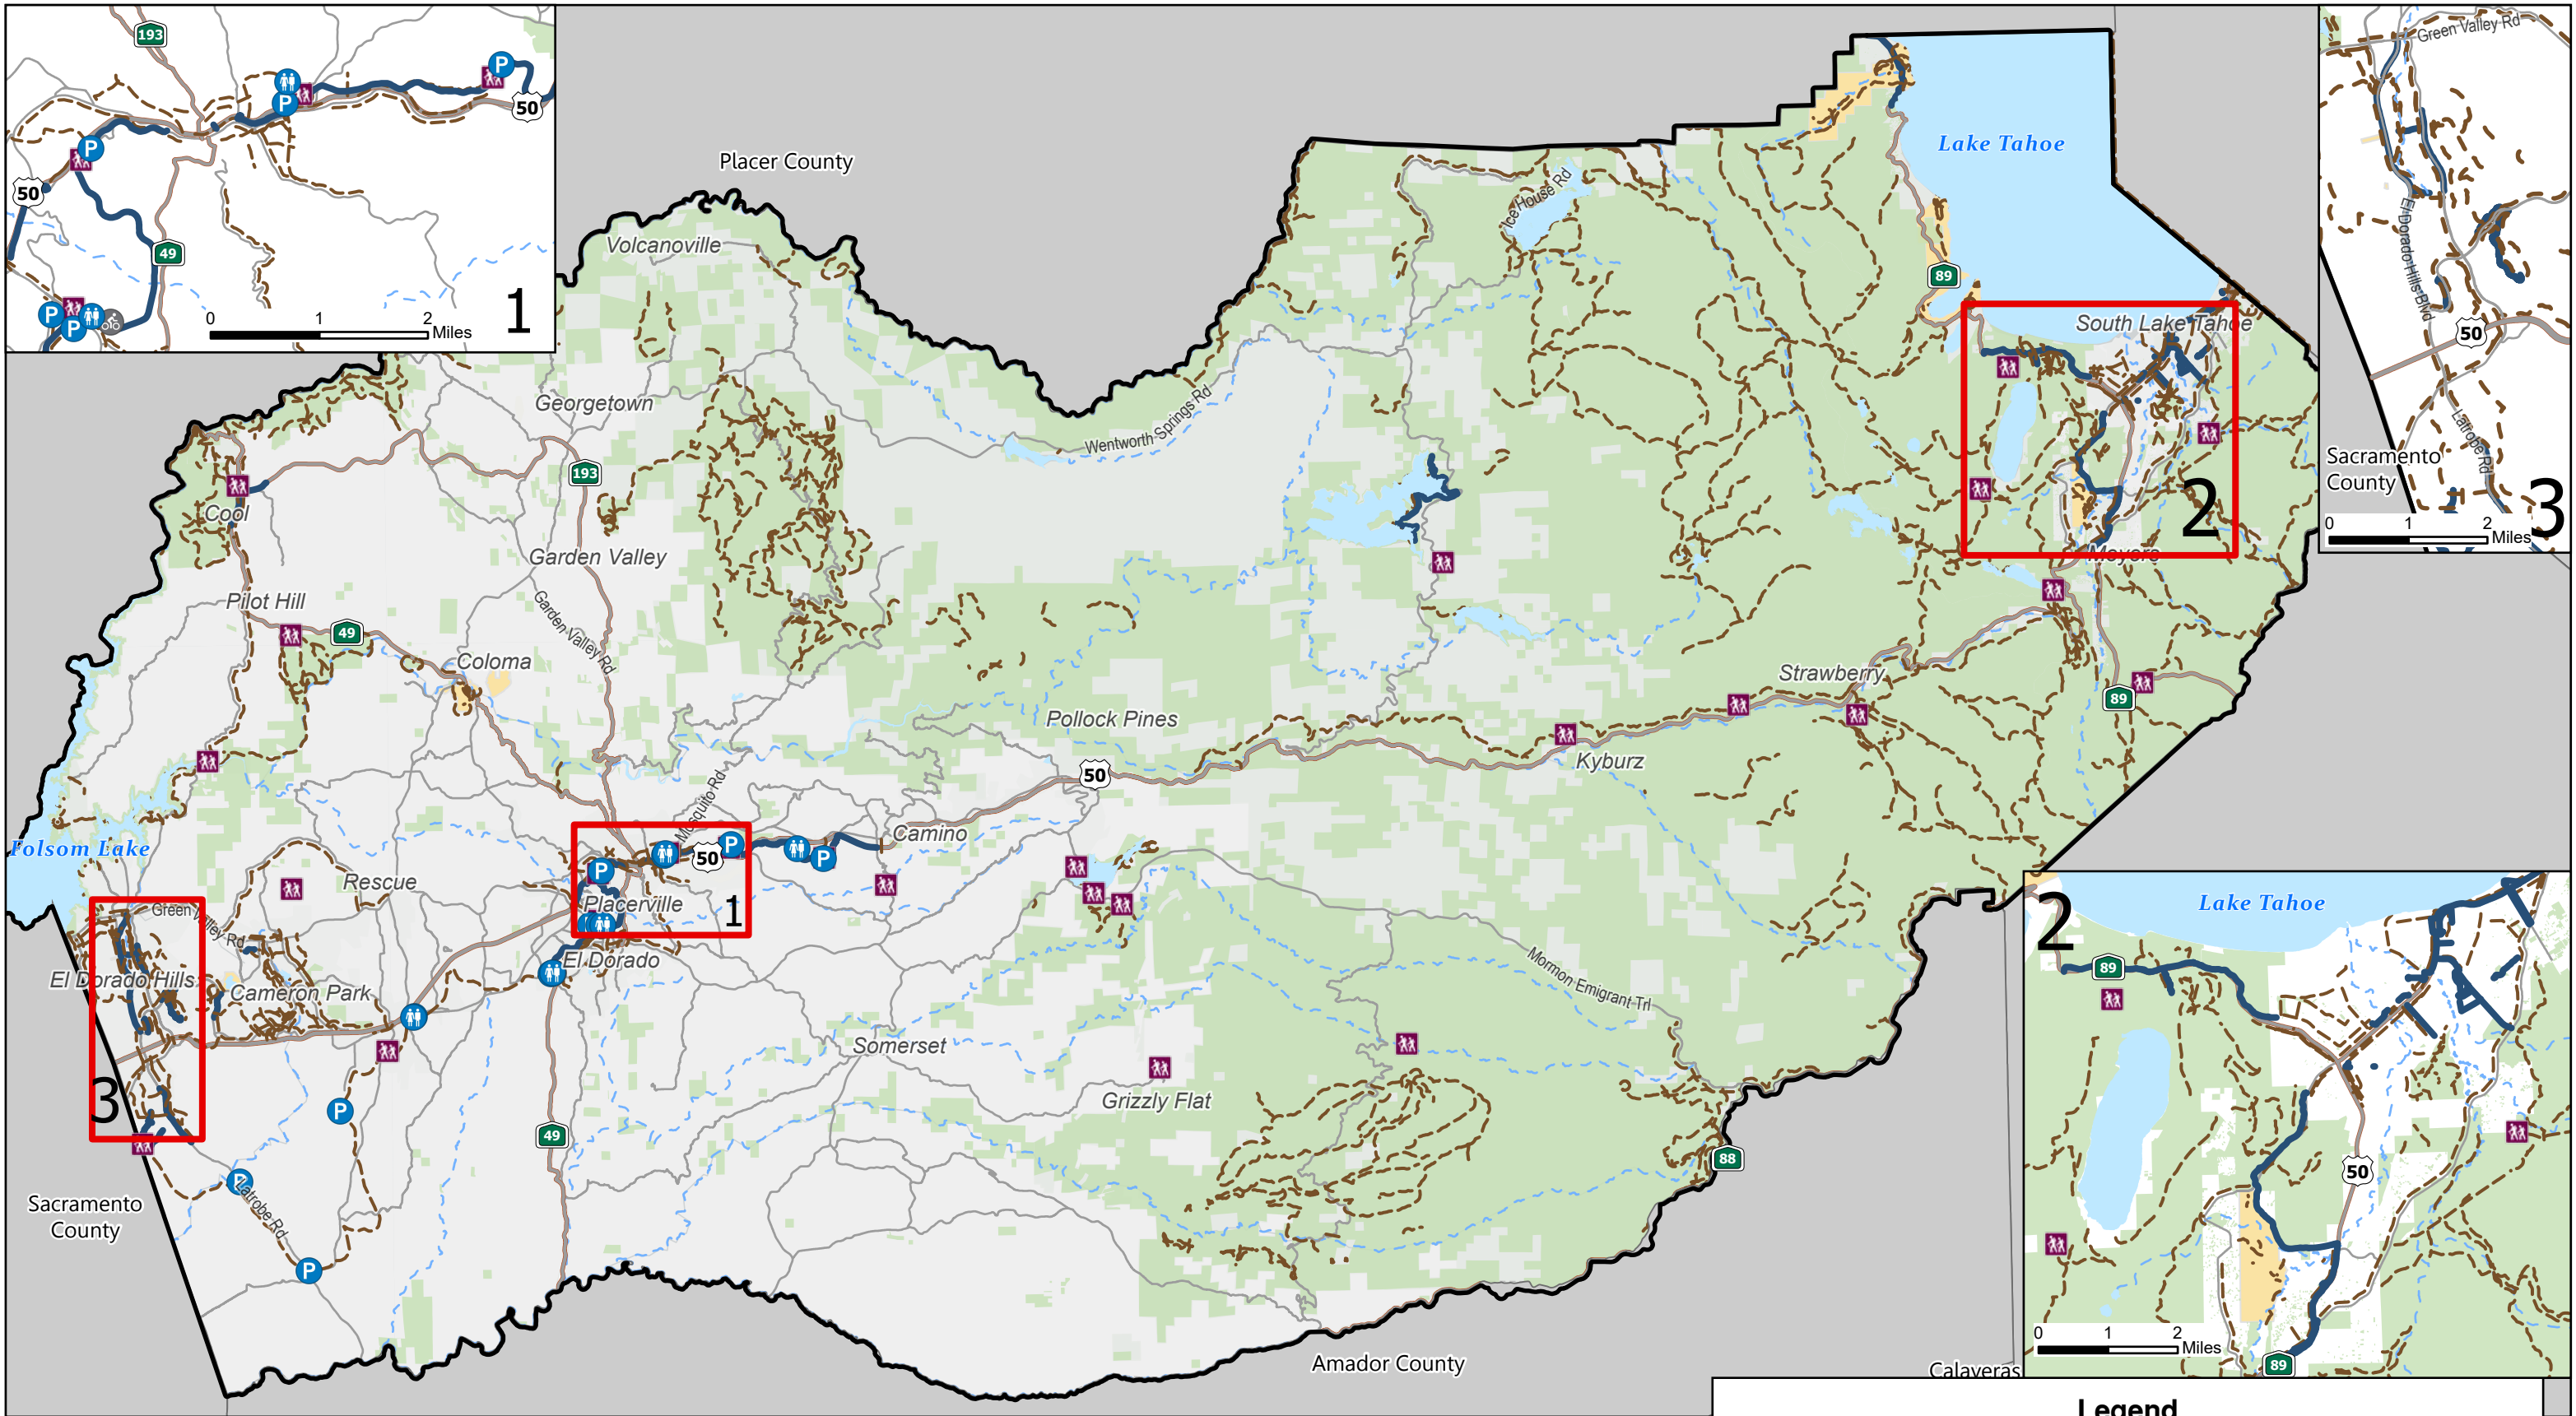 193
50
50
49
P
P
P
P
P
0 1 2 Miles
1
Placer County
Volcanoville
Georgetown
193
Wentworth Springs Rd
Ice House Rd
Lake Tahoe
89
South Lake Tahoe
2
Meyers
Green Valley Rd
El Dorado Hills Blvd
50
Latrobe Rd
Sacramento
County
0 1 2 Miles
3
Cool
Garden Valley
Pilot Hill
49
Garden Valley Rd
Coloma
Strawberry
89
Pollock Pines
50
Kyburz
Mosquito Rd
Camino
Folsom Lake
P
50
P
P
Rescue
Placerville
1
Green Valley Rd
El Dorado
El Dorado Hills
Cameron Park
Mormon Emigrant Trl
Somerset
Grizzly Flat
3
P
49
88
P
Latrobe Rd
Sacramento
County
P
Amador County
Calaveras
2
Lake Tahoe
89
50
0 1 2 Miles
89
Legend